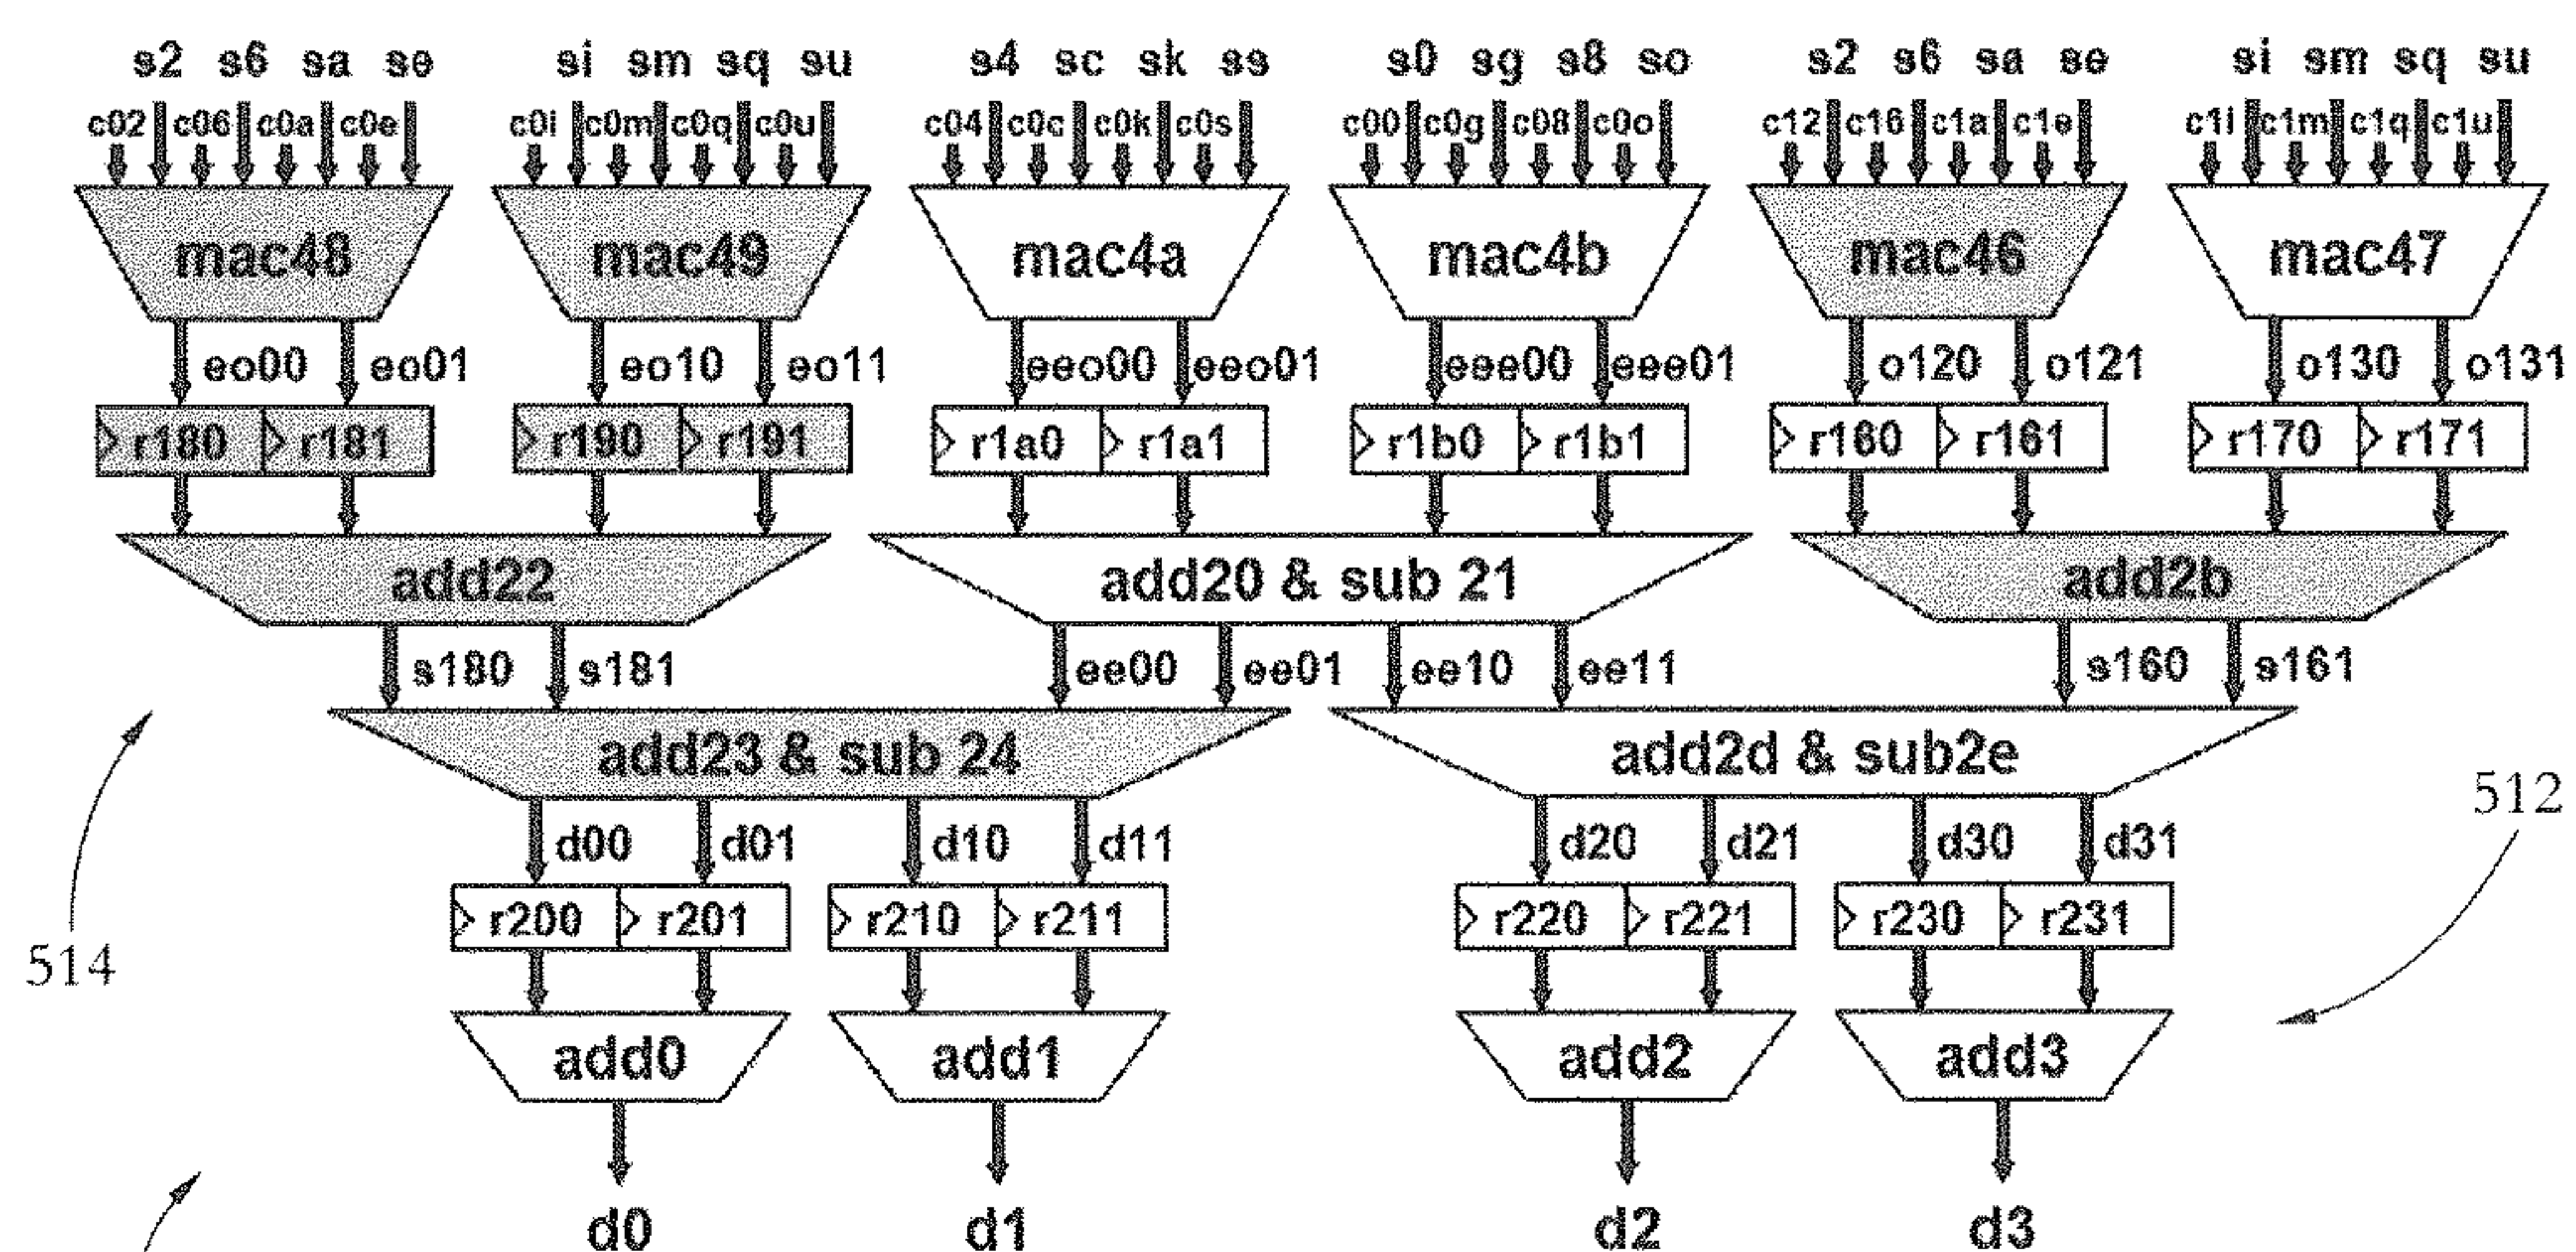 s2 s6 sa se si sm sq su s4 sc sk ss s0 sg s8 so s2 s6 sa se si sm sq su
c02 c06 c0a c0e c0i c0m c0q c0u c04 c0c c0k c0s c00 c0g c08 c0o c12 c16 c1a c1e c1i c1m c1q c1u
mac48 mac49 mac4a mac4b mac46 mac47
eo00 eo01 eo10 eo11 eeo00 eeo01 eee00 eee01 o120 o121 o130 o131
r180 r181 r190 r191 r1a0 r1a1 r1b0 r1b1 r160 r161 r170 r171
add22 add20 & sub 21 add2b
s180 s181 ee00 ee01 ee10 ee11 s160 s161
add23 & sub 24 add2d & sub2e
512
d00 d01 d10 d11 d20 d21 d30 d31
r200 r201 r210 r211 r220 r221 r230 r231
514
add0 add1 add2 add3
d0 d1 d2 d3